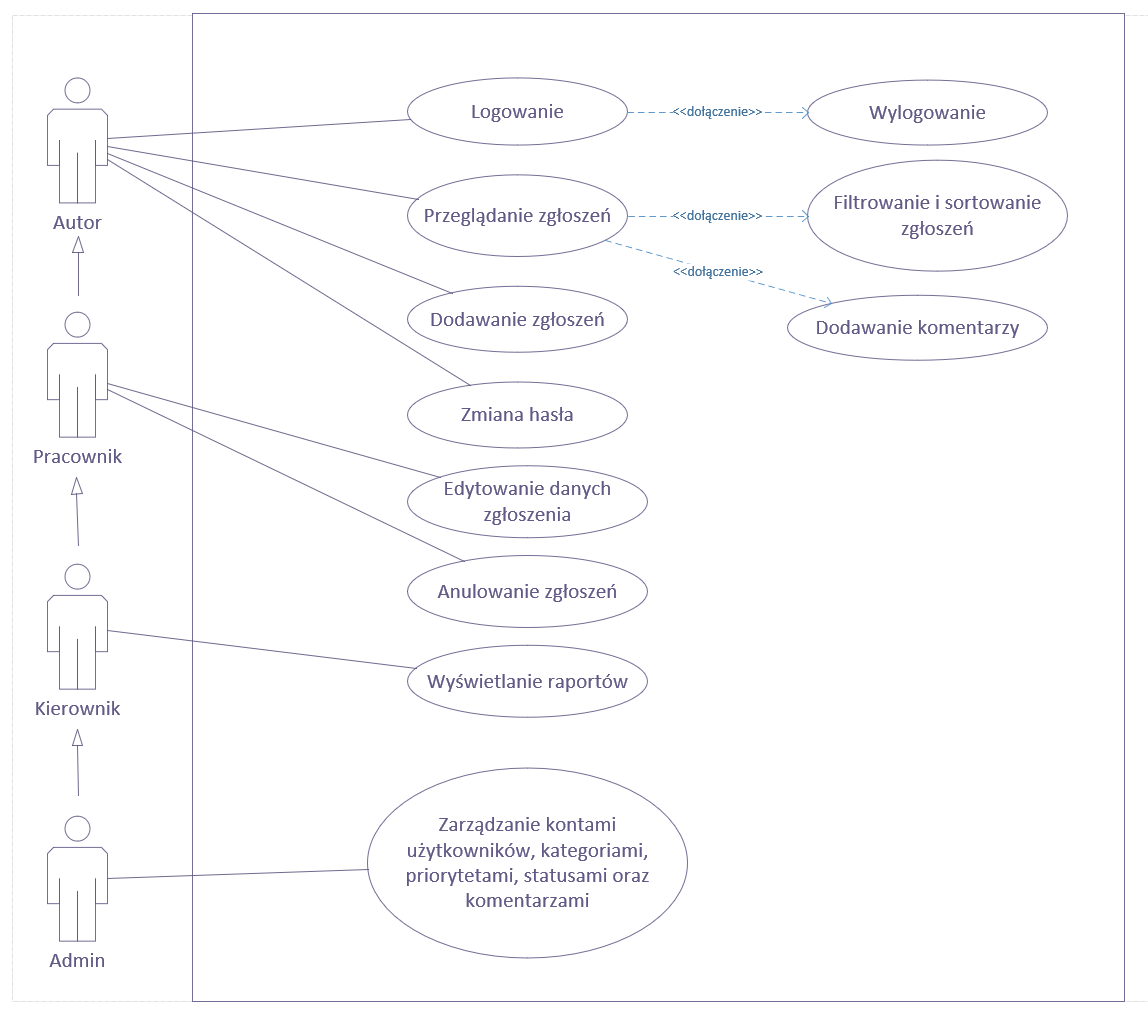 Logowanie
<<dołączenie>>
Wylogowanie
Autor
Przeglądanie zgłoszeń
<<dołączenie>>
Filtrowanie i sortowanie
zgłoszeń
<<dołączenie>>
Dodawanie zgłoszeń
Dodawanie komentarzy
Zmiana hasła
Pracownik
Edytowanie danych
zgłoszenia
Anulowanie zgłoszeń
Wyświetlanie raportów
Kierownik
Zarządzanie kontami
użytkowników, kategoriami,
priorytetami, statusami oraz
komentarzami
Admin